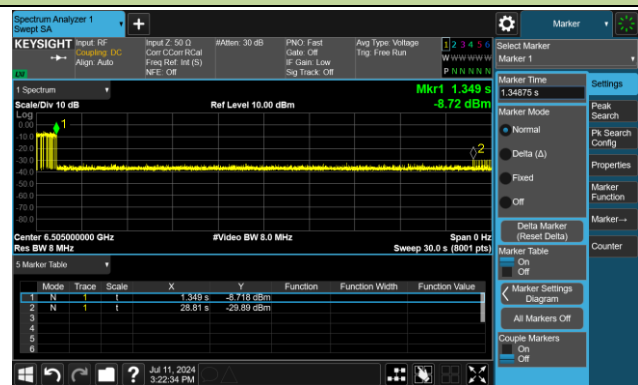 Spectrum Analyzer 1
Swept SA
Marker
KEYSIGHT
Input: RF
Coupling: DC
Align: Auto
Input Z: 50 Ω
Corr CCorr RCal
Freq Ref: Int (S)
NFE: Off
#Atten: 30 dB
PNO: Fast
Gate: Off
IF Gain: Low
Sig Track: Off
Avg Type: Voltage
Trig: Free Run
1 2 3 4 5 6
W W W W W W
P N N N N N
Select Marker
Marker 1
1 Spectrum
Mkr1 1.349 s
Scale/Div 10 dB
Ref Level 10.00 dBm
-8.72 dBm
Log
0.00
-10.0
-20.0
-30.0
-40.0
-50.0
-60.0
-70.0
-80.0
1
2
Center 6.505000000 GHz
#Video BW 8.0 MHz
Span 0 Hz
Res BW 8 MHz
Sweep 30.0 s (8001 pts)
5 Marker Table
Mode Trace Scale X Y Function Function Width Function Value
1 N 1 t 1.349 s -8.718 dBm
2 N 1 t 28.81 s -29.89 dBm
3
4
5
6
Marker Time
1.34875 s
Marker Mode
Normal
Delta (Δ)
Fixed
Off
Delta Marker
(Reset Delta)
Marker Table
On
Off
Marker Settings
Diagram
All Markers Off
Couple Markers
On
Off
Settings
Peak
Search
Pk Search
Config
Properties
Marker
Function
Marker→
Counter
?
Jul 11, 2024
3:22:34 PM